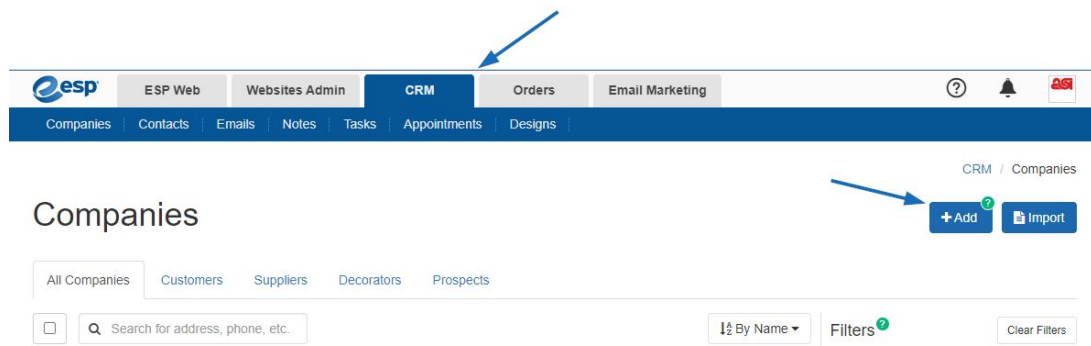 esp ESP Web Websites Admin CRM Orders Email Marketing ? asi
Companies Contacts Emails Notes Tasks Appointments Designs
CRM / Companies
Companies
+ Add ? Import
All Companies Customers Suppliers Decorators Prospects
Search for address, phone, etc. By Name Filters ? Clear Filters